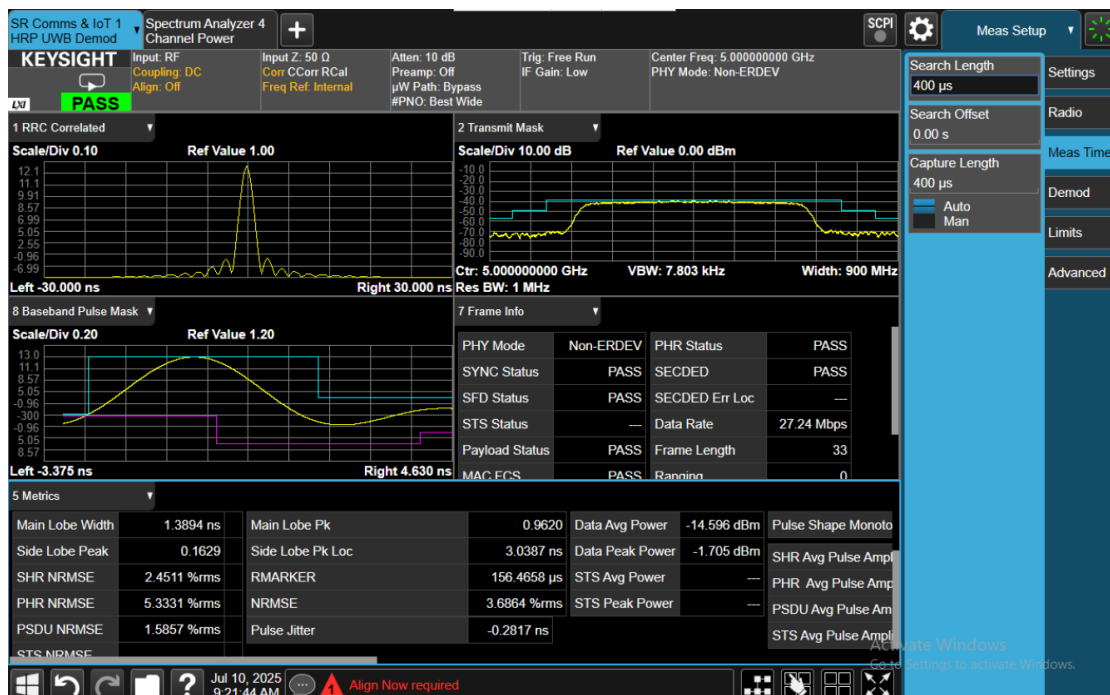 SR Comms & IoT 1
HRP UWB Demod
Spectrum Analyzer 4
Channel Power
SCPI
Meas Setup
KEYSIGHT
LXI
PASS
Input: RF
Coupling: DC
Align: Off
Input Z: 50 Ω
Corr CCorr RCal
Freq Ref: Internal
Atten: 10 dB
Preamp: Off
µW Path: Bypass
#PNO: Best Wide
Trig: Free Run
IF Gain: Low
Center Freq: 5.000000000 GHz
PHY Mode: Non-ERDEV
1 RRC Correlated
Scale/Div 0.10 Ref Value 1.00
12.1
11.1
9.91
8.57
6.99
5.05
2.55
-0.96
-6.99
Left -30.000 ns Right 30.000 ns
2 Transmit Mask
Scale/Div 10.00 dB Ref Value 0.00 dBm
-10.0
-20.0
-30.0
-40.0
-50.0
-60.0
-70.0
-80.0
-90.0
Ctr: 5.000000000 GHz VBW: 7.803 kHz Width: 900 MHz
Res BW: 1 MHz
8 Baseband Pulse Mask
Scale/Div 0.20 Ref Value 1.20
13.0
11.1
8.57
5.05
-0.96
-300
-0.96
5.05
8.57
Left -3.375 ns Right 4.630 ns
7 Frame Info
PHY Mode Non-ERDEV PHR Status PASS
SYNC Status PASS SECDED PASS
SFD Status PASS SECDED Err Loc ---
STS Status --- Data Rate 27.24 Mbps
Payload Status PASS Frame Length 33
MAC FCS PASS Ranging 0
5 Metrics
Main Lobe Width 1.3894 ns Main Lobe Pk 0.9620 Data Avg Power -14.596 dBm Pulse Shape Monoto
Side Lobe Peak 0.1629 Side Lobe Pk Loc 3.0387 ns Data Peak Power -1.705 dBm SHR Avg Pulse Ampl
SHR NRMSE 2.4511 %rms RMARKER 156.4658 µs STS Avg Power --- PHR Avg Pulse Amp
PHR NRMSE 5.3331 %rms NRMSE 3.6864 %rms STS Peak Power --- PSDU Avg Pulse Am
PSDU NRMSE 1.5857 %rms Pulse Jitter -0.2817 ns STS Avg Pulse Ampli
STS NRMSE
Search Length
400 µs
Search Offset
0.00 s
Capture Length
400 µs
Auto
Man
Settings
Radio
Meas Time
Demod
Limits
Advanced
Activate Windows
Go to Settings to activate Windows.
Jul 10, 2025
9:21:44 AM
1
Align Now required